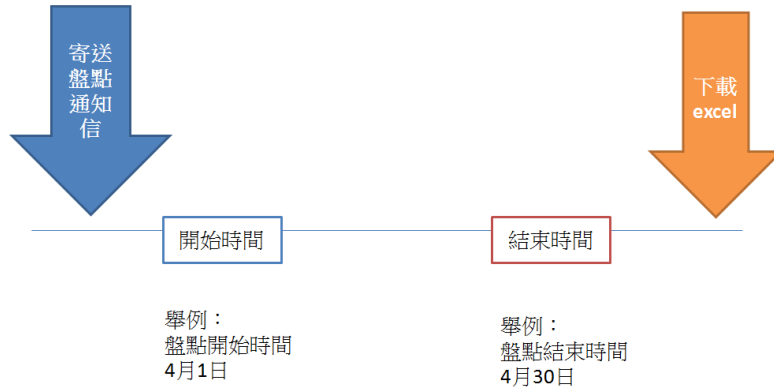 寄送
盤點
通知
信
下載
excel
開始時間
結束時間
舉例：
盤點開始時間
4月1日
舉例：
盤點結束時間
4月30日